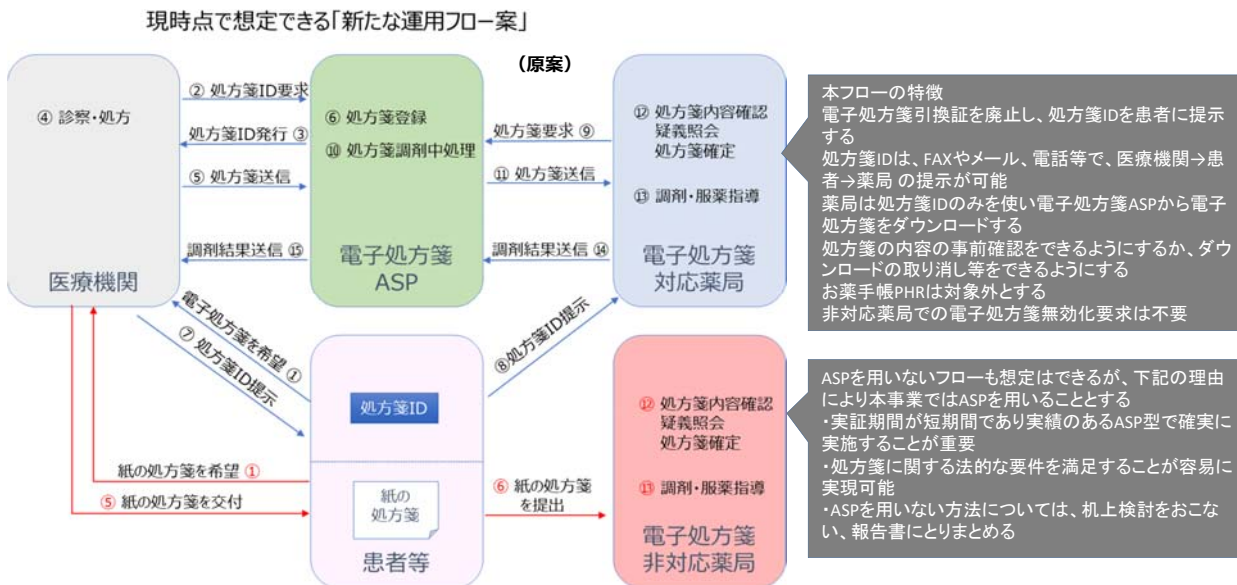 現時点で想定できる「新たな運用フロー案」
（原案）
④ 診察・処方
医療機関
② 処方箋ID要求
処方箋ID発行 ③
⑤ 処方箋送信
調剤結果送信 ⑮
⑥ 処方箋登録
⑩ 処方箋調剤中処理
電子処方箋
ASP
処方箋要求 ⑨
⑪ 処方箋送信
調剤結果送信 ⑭
⑫ 処方箋内容確認
疑義照会
処方箋確定
⑬ 調剤・服薬指導
電子処方箋
対応薬局
電子処方箋を希望 ①
⑦ 処方箋ID提示
⑧処方箋ID提示
処方箋ID
紙の処方箋を希望 ①
⑤ 紙の処方箋を交付
紙の
処方箋
患者等
⑥ 紙の処方箋
を提出
⑫ 処方箋内容確認
疑義照会
処方箋確定
⑬ 調剤・服薬指導
電子処方箋
非対応薬局
本フローの特徴
電子処方箋引換証を廃止し、処方箋IDを患者に提示
する
処方箋IDは、FAXやメール、電話等で、医療機関→患
者→薬局 の提示が可能
薬局は処方箋IDのみを使い電子処方箋ASPから電子
処方箋をダウンロードする
処方箋の内容の事前確認をできるようにするか、ダウ
ンロードの取り消し等をできるようにする
お薬手帳PHRは対象外とする
非対応薬局での電子処方箋無効化要求は不要
ASPを用いないフローも想定はできるが、下記の理由
により本事業ではASPを用いることとする
・実証期間が短期間であり実績のあるASP型で確実に
実施することが重要
・処方箋に関する法的な要件を満足することが容易に
実現可能
・ASPを用いない方法については、机上検討をおこな
い、報告書にとりまとめる